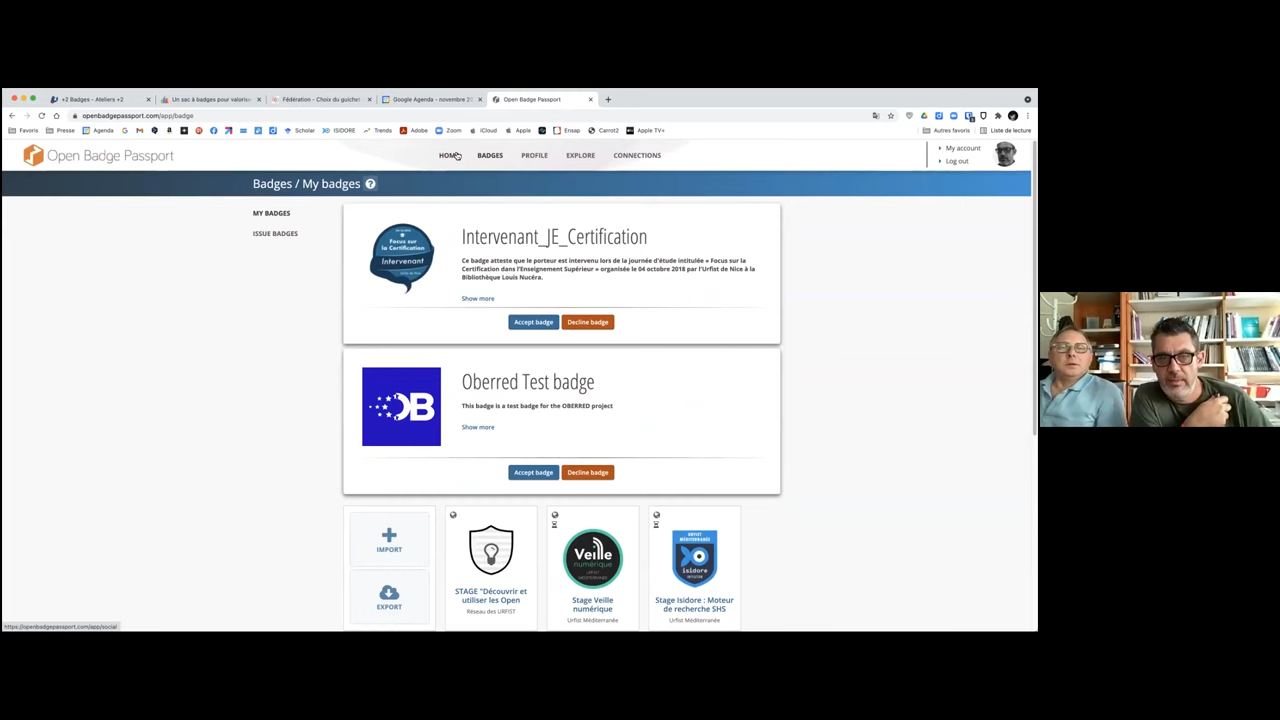 +2 Badges - Ateliers +2
Un sac à badges pour valoris
Fédération - Choix du guichet
Google Agenda - novembre 20
Open Badge Passport
openbadgepassport.com/app/badge
Favoris
Presse
Agenda
ISIDORE
Scholar
Trends
Adobe
Zoom
iCloud
Apple
Ensap
Carrot2
Apple TV+
Autres favoris
Liste de lecture
Open Badge Passport
HOME
BADGES
PROFILE
EXPLORE
CONNECTIONS
My account
Log out
Badges / My badges ?
MY BADGES
ISSUE BADGES
Focus sur
la Certification
Intervenant
Intervenant_JE_Certification
Ce badge atteste que le porteur est intervenu lors de la journée d'étude intitulée « Focus sur la
Certification dans l'Enseignement Supérieur » organisée le 04 octobre 2018 par l'Urfist de Nice à la
Bibliothèque Louis Nucéra.
Show more
Accept badge
Decline badge
OB
Oberred Test badge
This badge is a test badge for the OBERRED project
Show more
Accept badge
Decline badge
IMPORT
EXPORT
STAGE "Découvrir et
utiliser les Open
Réseau des URFIST
Veille
numérique
URFIST
MÉDITERRANÉE
Stage Veille
numérique
Urfist Méditerranée
URFIST
MÉDITERRANÉE
isidore
INITIATION
Stage Isidore : Moteur
de recherche SHS
Urfist Méditerranée
https://openbadgepassport.com/app/social